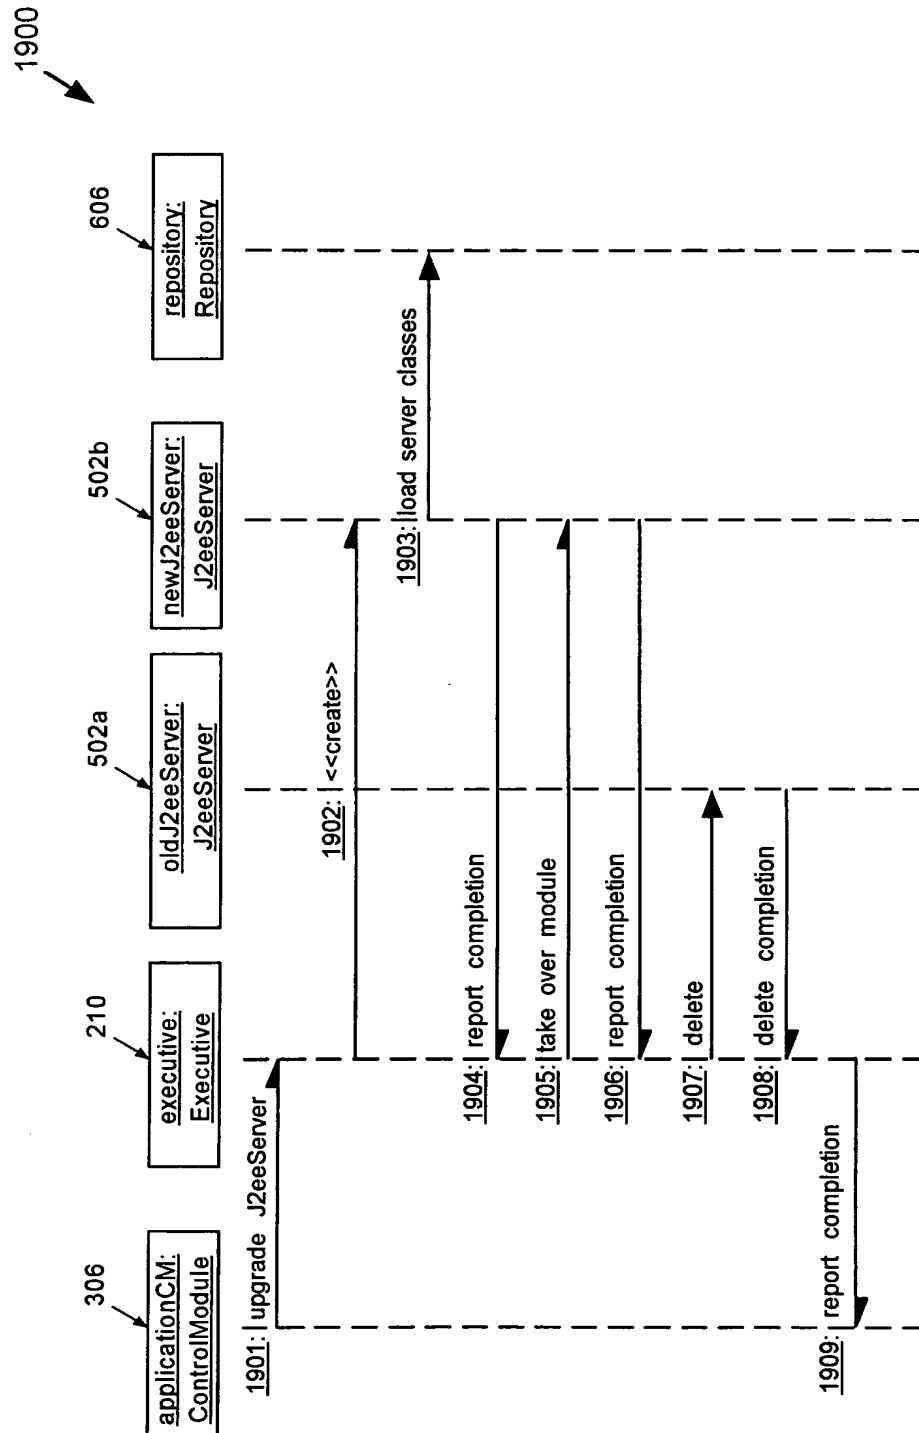 1900
306
210
502a
502b
606
applicationCM:
ControlModule
executive:
Executive
oldJ2eeServer:
J2eeServer
newJ2eeServer:
J2eeServer
repository:
Repository
1901: upgrade J2eeServer
1902: <<create>>
1903: load server classes
1904: report completion
1905: take over module
1906: report completion
1907: delete
1908: delete completion
1909: report completion